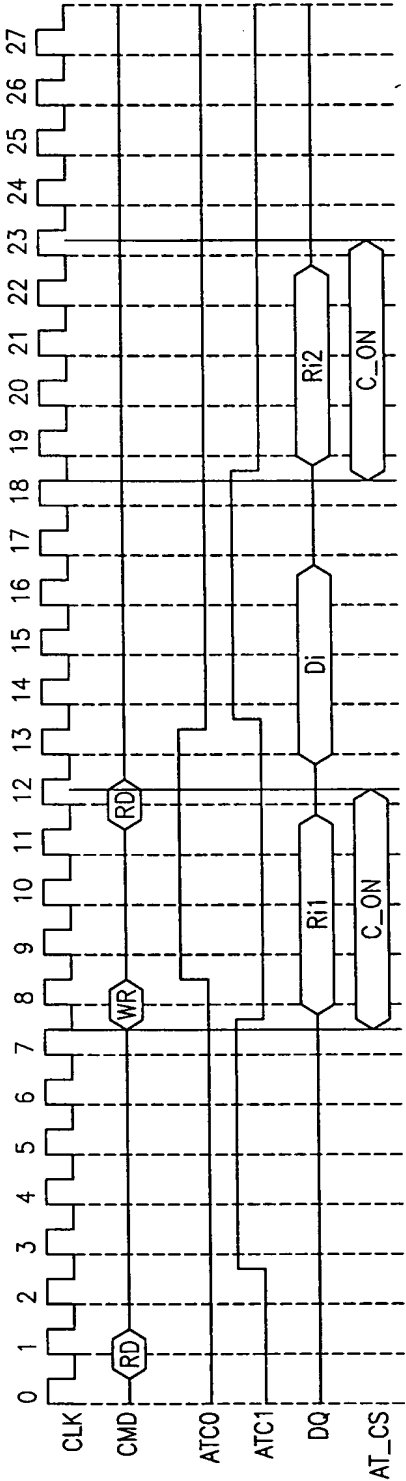 0 1 2 3 4 5 6 7 8 9 10 11 12 13 14 15 16 17 18 19 20 21 22 23 24 25 26 27
CLK
CMD RD WR RD
ATC0
ATC1
DQ Ri1 Di Ri2
AT_CS C_ON C_ON